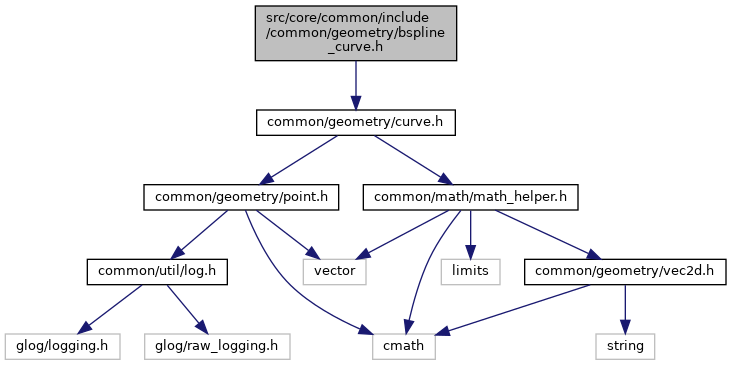 src/core/common/include
/common/geometry/bspline
_curve.h
common/geometry/curve.h
common/geometry/point.h
common/math/math_helper.h
common/util/log.h
vector
limits
common/geometry/vec2d.h
glog/logging.h
glog/raw_logging.h
cmath
string